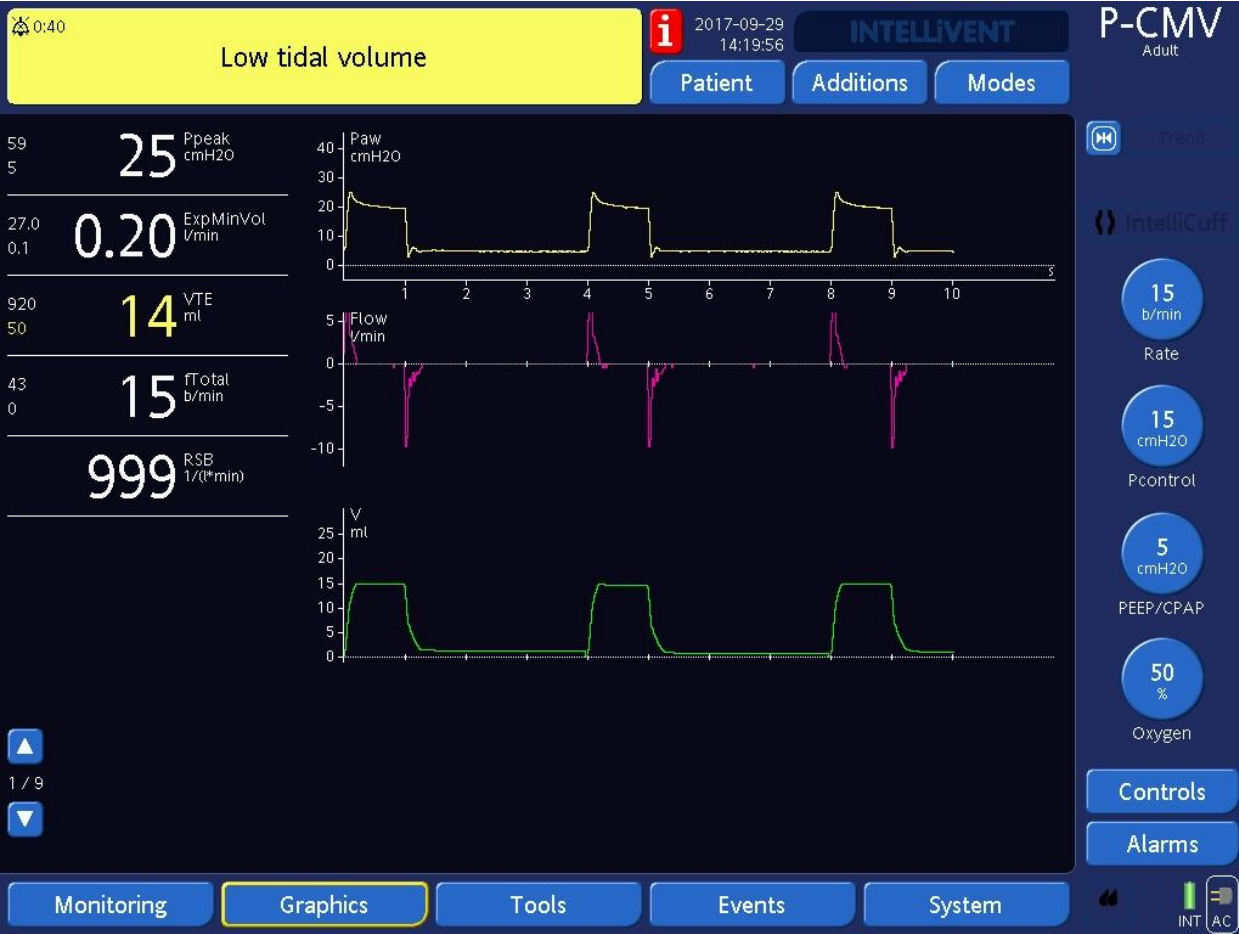 0:40
Low tidal volume
i
2017-09-29
14:19:56
INTELLiVENT
P-CMV
Adult
Patient
Additions
Modes
59
5
25
Ppeak
cmH2O
27.0
0.1
0.20
ExpMinVol
l/min
920
50
14
VTE
ml
43
0
15
fTotal
b/min
999
RSB
1/(l*min)
Paw
cmH2O
40
30
20
10
0
s
1 2 3 4 5 6 7 8 9 10
Flow
l/min
5
0
-5
-10
V
ml
25
20
15
10
5
0
1 / 9
Trend
IntelliCuff
15
b/min
Rate
15
cmH2O
Pcontrol
5
cmH2O
PEEP/CPAP
50
%
Oxygen
Controls
Alarms
Monitoring
Graphics
Tools
Events
System
INT
AC